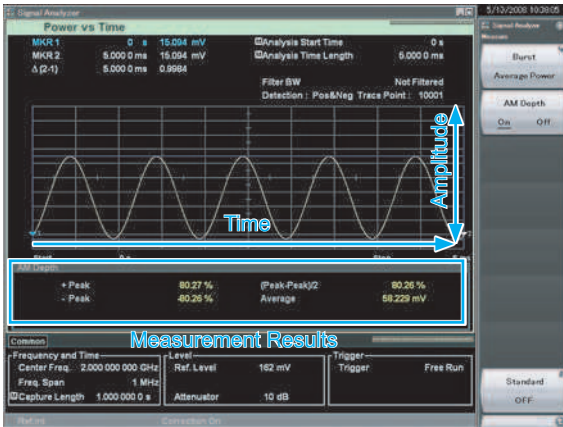 Signal Analyzer
5/13/2008 10:38:05
Power vs Time
MKR 1 0 s 15.094 mV Analysis Start Time 0 s
MKR 2 5.000 0 ms 15.094 mV Analysis Time Length 5.000 0 ms
Δ (2-1) 5.000 0 ms 0.9984
Filter BW Not Filtered
Detection : Pos&Neg Trace Point : 10001
Amplitude
Time
Start 0 s Stop 5 ms
AM Depth
+ Peak 80.27 % (Peak-Peak)/2 80.26 %
- Peak -80.26 % Average 58.229 mV
Measurement Results
Common
Frequency and Time Level Trigger
Center Freq. 2.000 000 000 GHz Ref. Level 162 mV Trigger Free Run
Freq. Span 1 MHz
Capture Length 1.000 000 0 s Attenuator 10 dB
Ref.Int Correction On
Signal Analyzer
Measure
Burst
Average Power
AM Depth
On Off
Standard
OFF